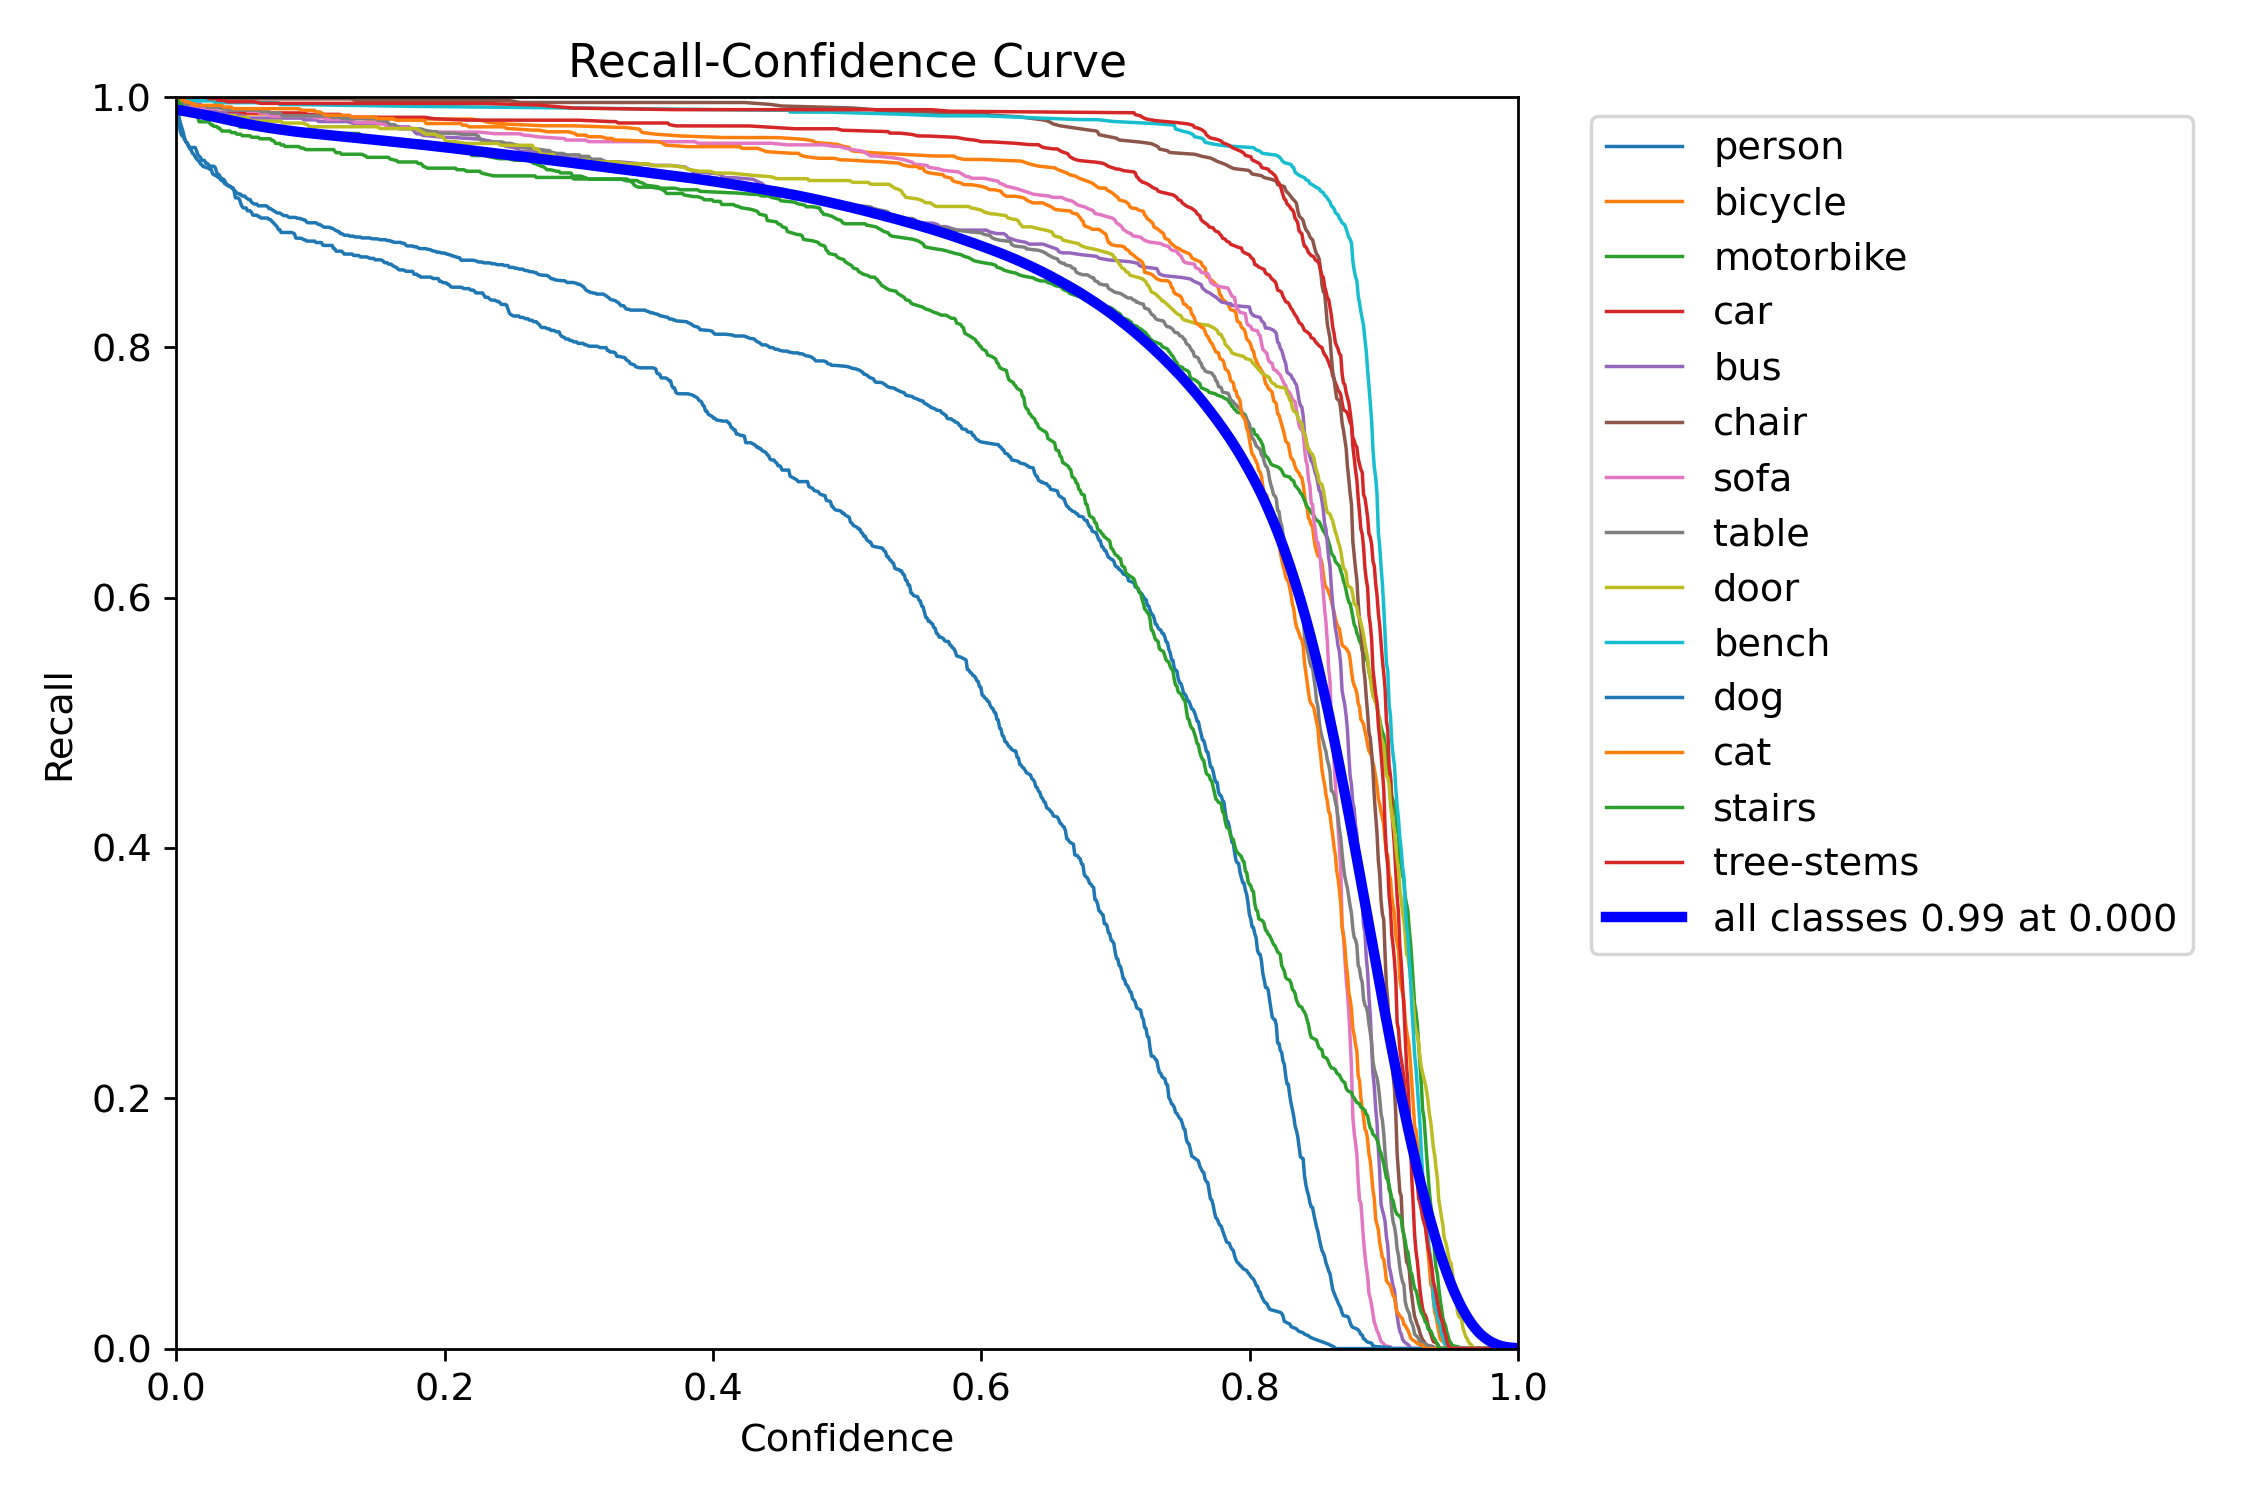 Recall-Confidence Curve
1.0
0.8
0.6
0.4
0.2
0.0
Recall
0.0 0.2 0.4 0.6 0.8 1.0
Confidence
person
bicycle
motorbike
car
bus
chair
sofa
table
door
bench
dog
cat
stairs
tree-stems
all classes 0.99 at 0.000